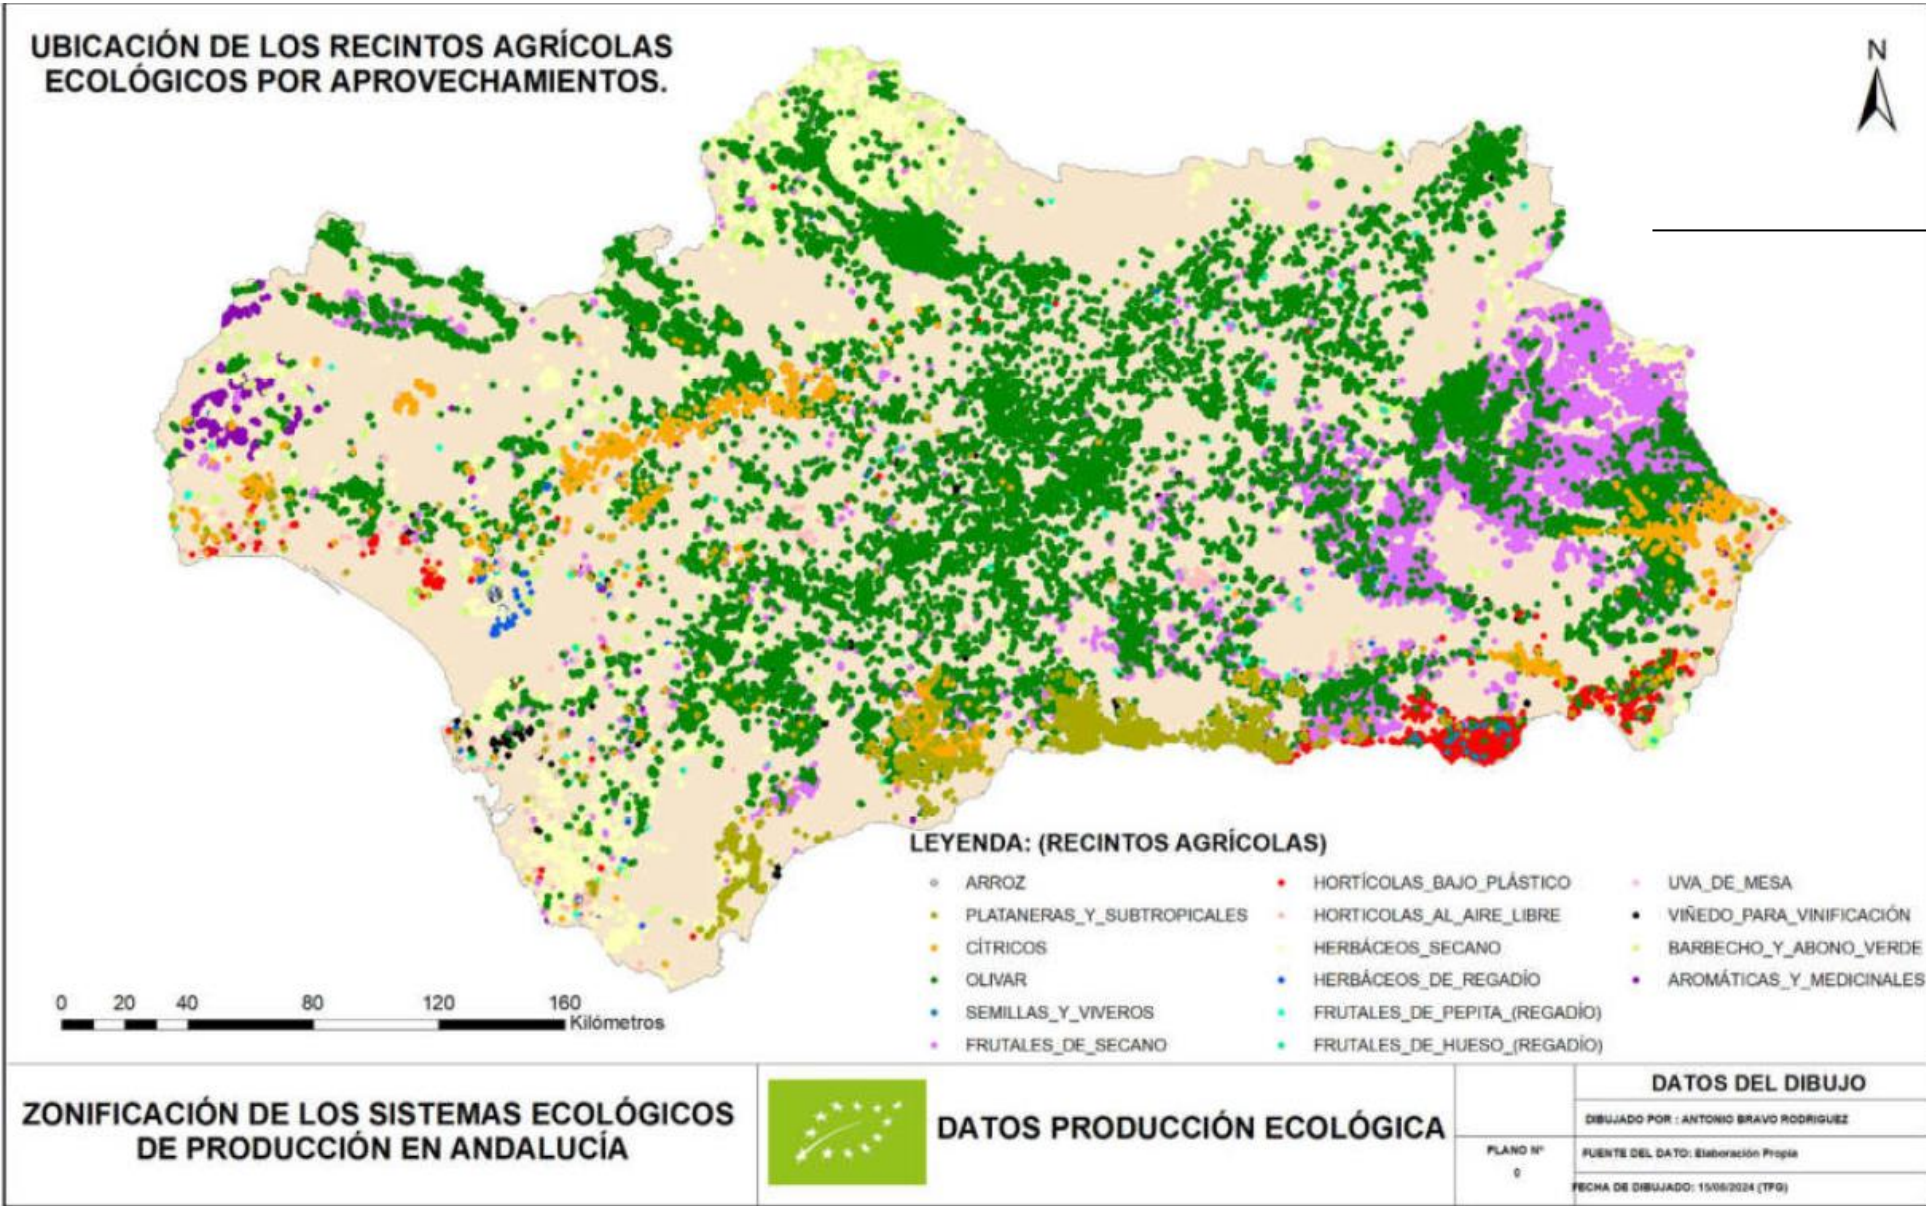 UBICACIÓN DE LOS RECINTOS AGRÍCOLAS
ECOLÓGICOS POR APROVECHAMIENTOS.
N
LEYENDA: (RECINTOS AGRÍCOLAS)
ARROZ
PLATANERAS_Y_SUBTROPICALES
CÍTRICOS
OLIVAR
SEMILLAS_Y_VIVEROS
FRUTALES_DE_SECANO
HORTÍCOLAS_BAJO_PLÁSTICO
HORTICOLAS_AL_AIRE_LIBRE
HERBÁCEOS_SECANO
HERBÁCEOS_DE_REGADÍO
FRUTALES_DE_PEPITA_(REGADÍO)
FRUTALES_DE_HUESO_(REGADÍO)
UVA_DE_MESA
VIÑEDO_PARA_VINIFICACIÓN
BARBECHO_Y_ABONO_VERDE
AROMÁTICAS_Y_MEDICINALES
0 20 40 80 120 160
Kilómetros
ZONIFICACIÓN DE LOS SISTEMAS ECOLÓGICOS
DE PRODUCCIÓN EN ANDALUCÍA
DATOS PRODUCCIÓN ECOLÓGICA
PLANO Nº
0
DATOS DEL DIBUJO
DIBUJADO POR : ANTONIO BRAVO RODRIGUEZ
FUENTE DEL DATO: Elaboración Propia
FECHA DE DIBUJADO: 15/06/2024 (TFG)